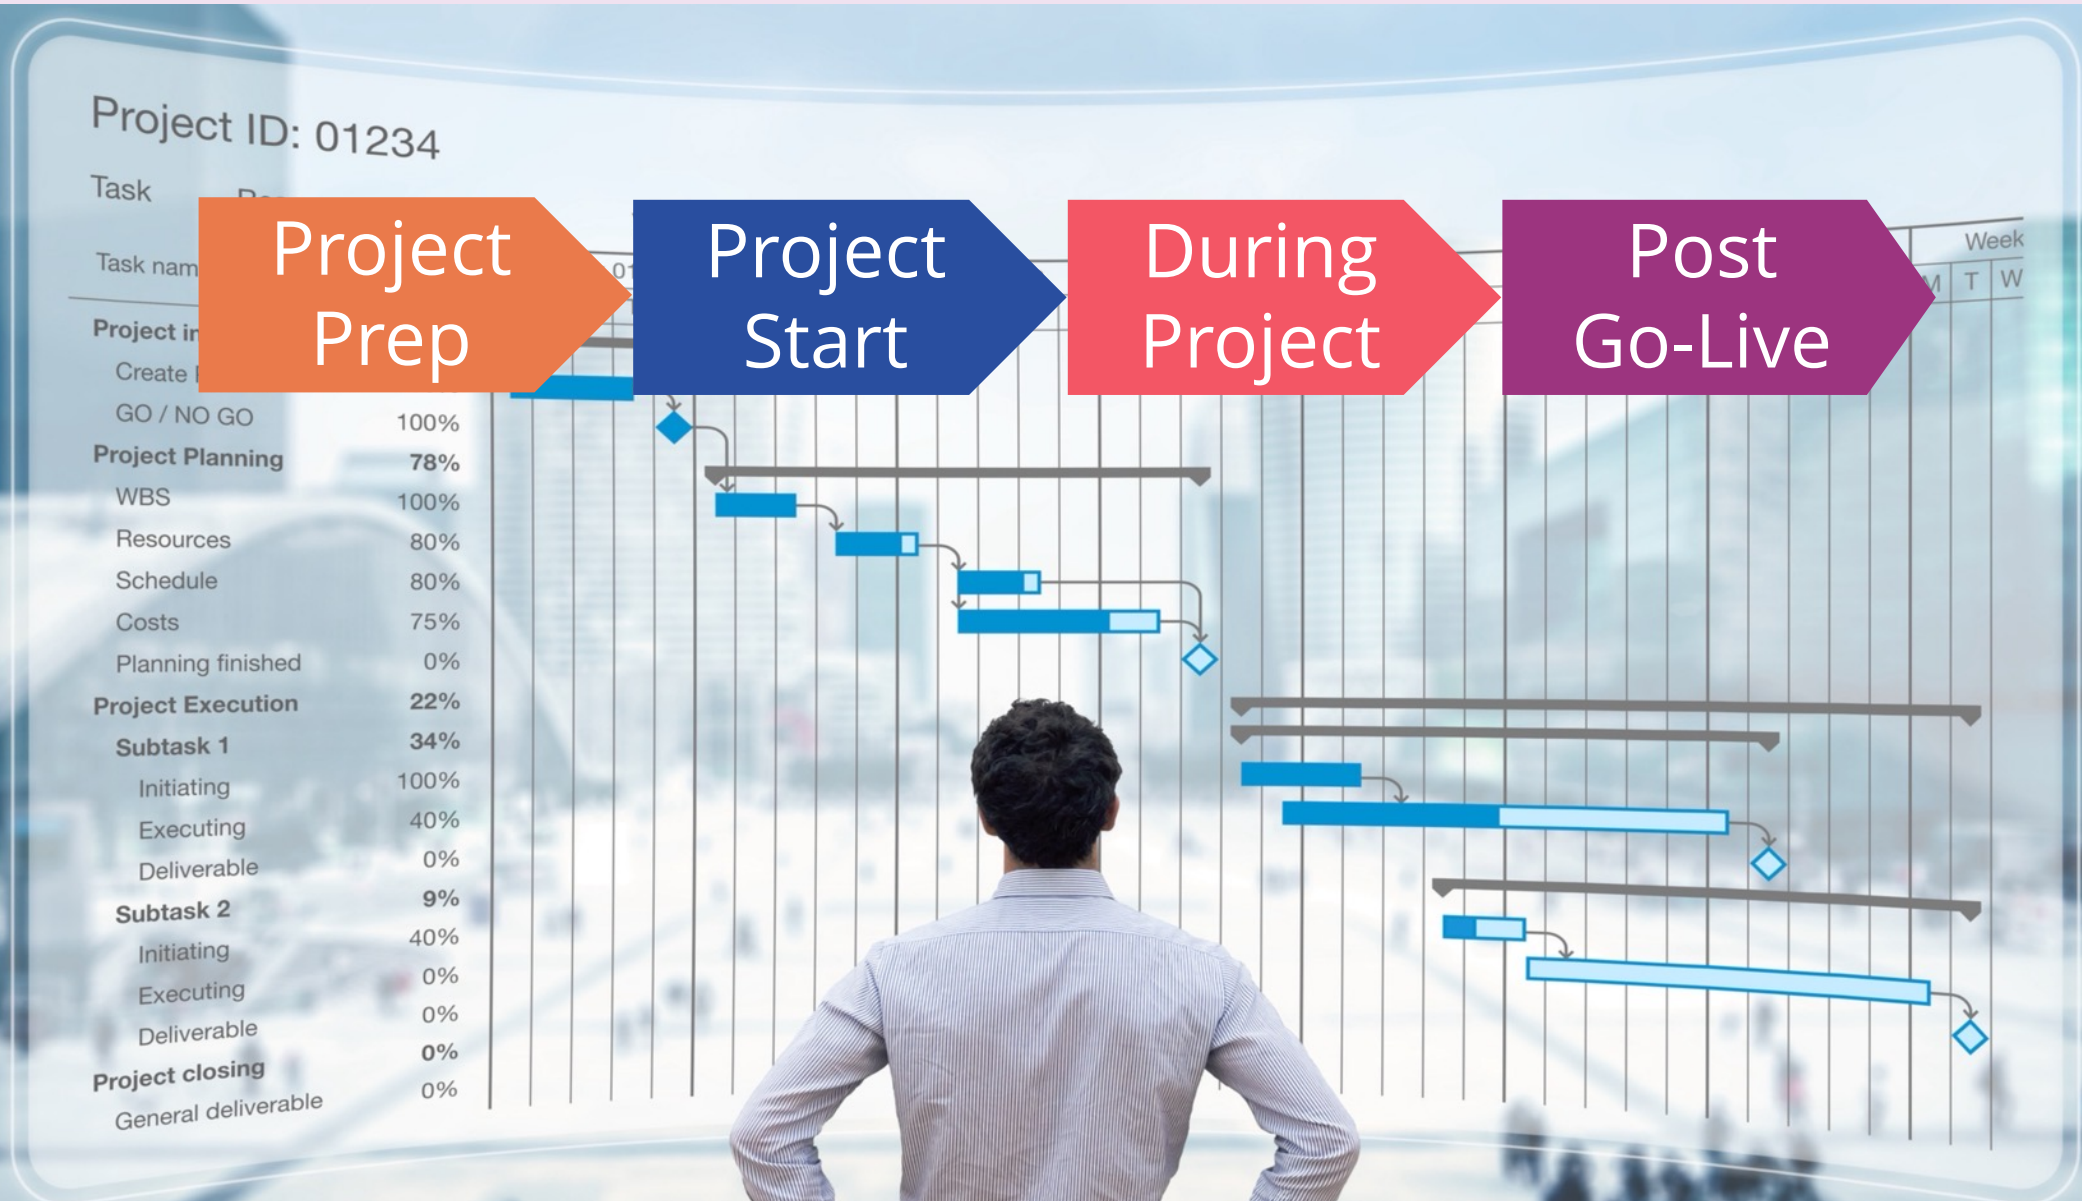 Project ID: 01234
Task
Project
Prep
Project
Start
During
Project
Post
Go-Live
Week
Task nam
01
M T W
Project in
Create
GO / NO GO 100%
Project Planning 78%
WBS 100%
Resources 80%
Schedule 80%
Costs 75%
Planning finished 0%
Project Execution 22%
Subtask 1 34%
Initiating 100%
Executing 40%
Deliverable 0%
Subtask 2 9%
Initiating 40%
Executing 0%
Deliverable 0%
Project closing 0%
General deliverable 0%